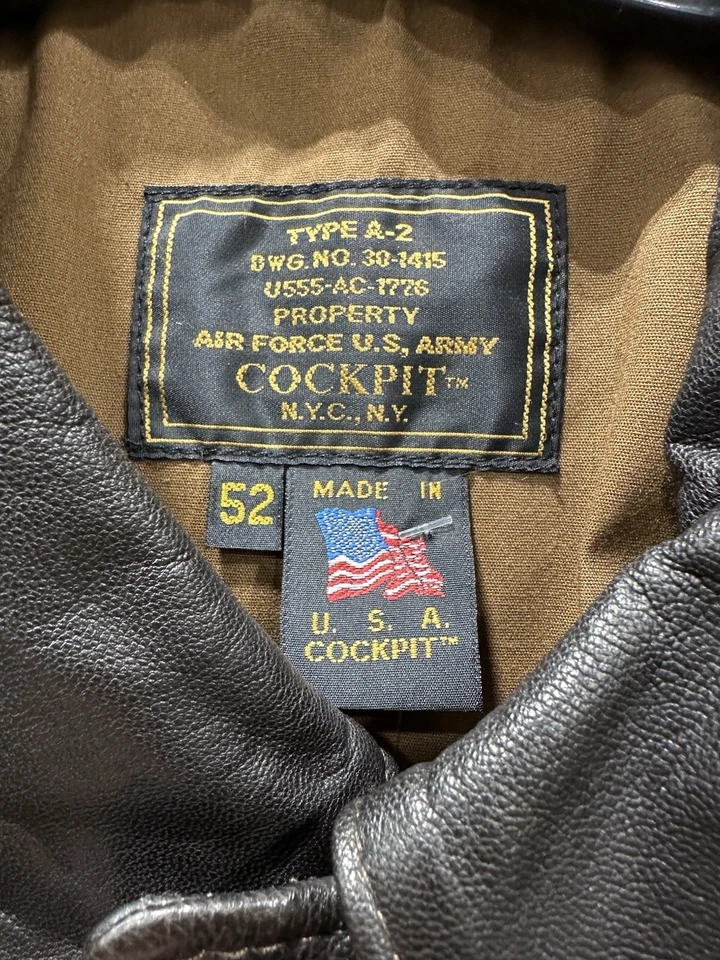 TYPE A-2
DWG. NO. 30-1415
U555-AC-1776
PROPERTY
AIR FORCE U.S, ARMY
COCKPIT™
N.Y.C., N.Y.
52
MADE IN
U. S. A.
COCKPIT™